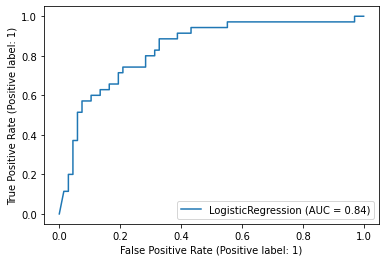 True Positive Rate (Positive label: 1)
1.0
0.8
0.6
0.4
0.2
0.0
LogisticRegression (AUC = 0.84)
0.0 0.2 0.4 0.6 0.8 1.0
False Positive Rate (Positive label: 1)